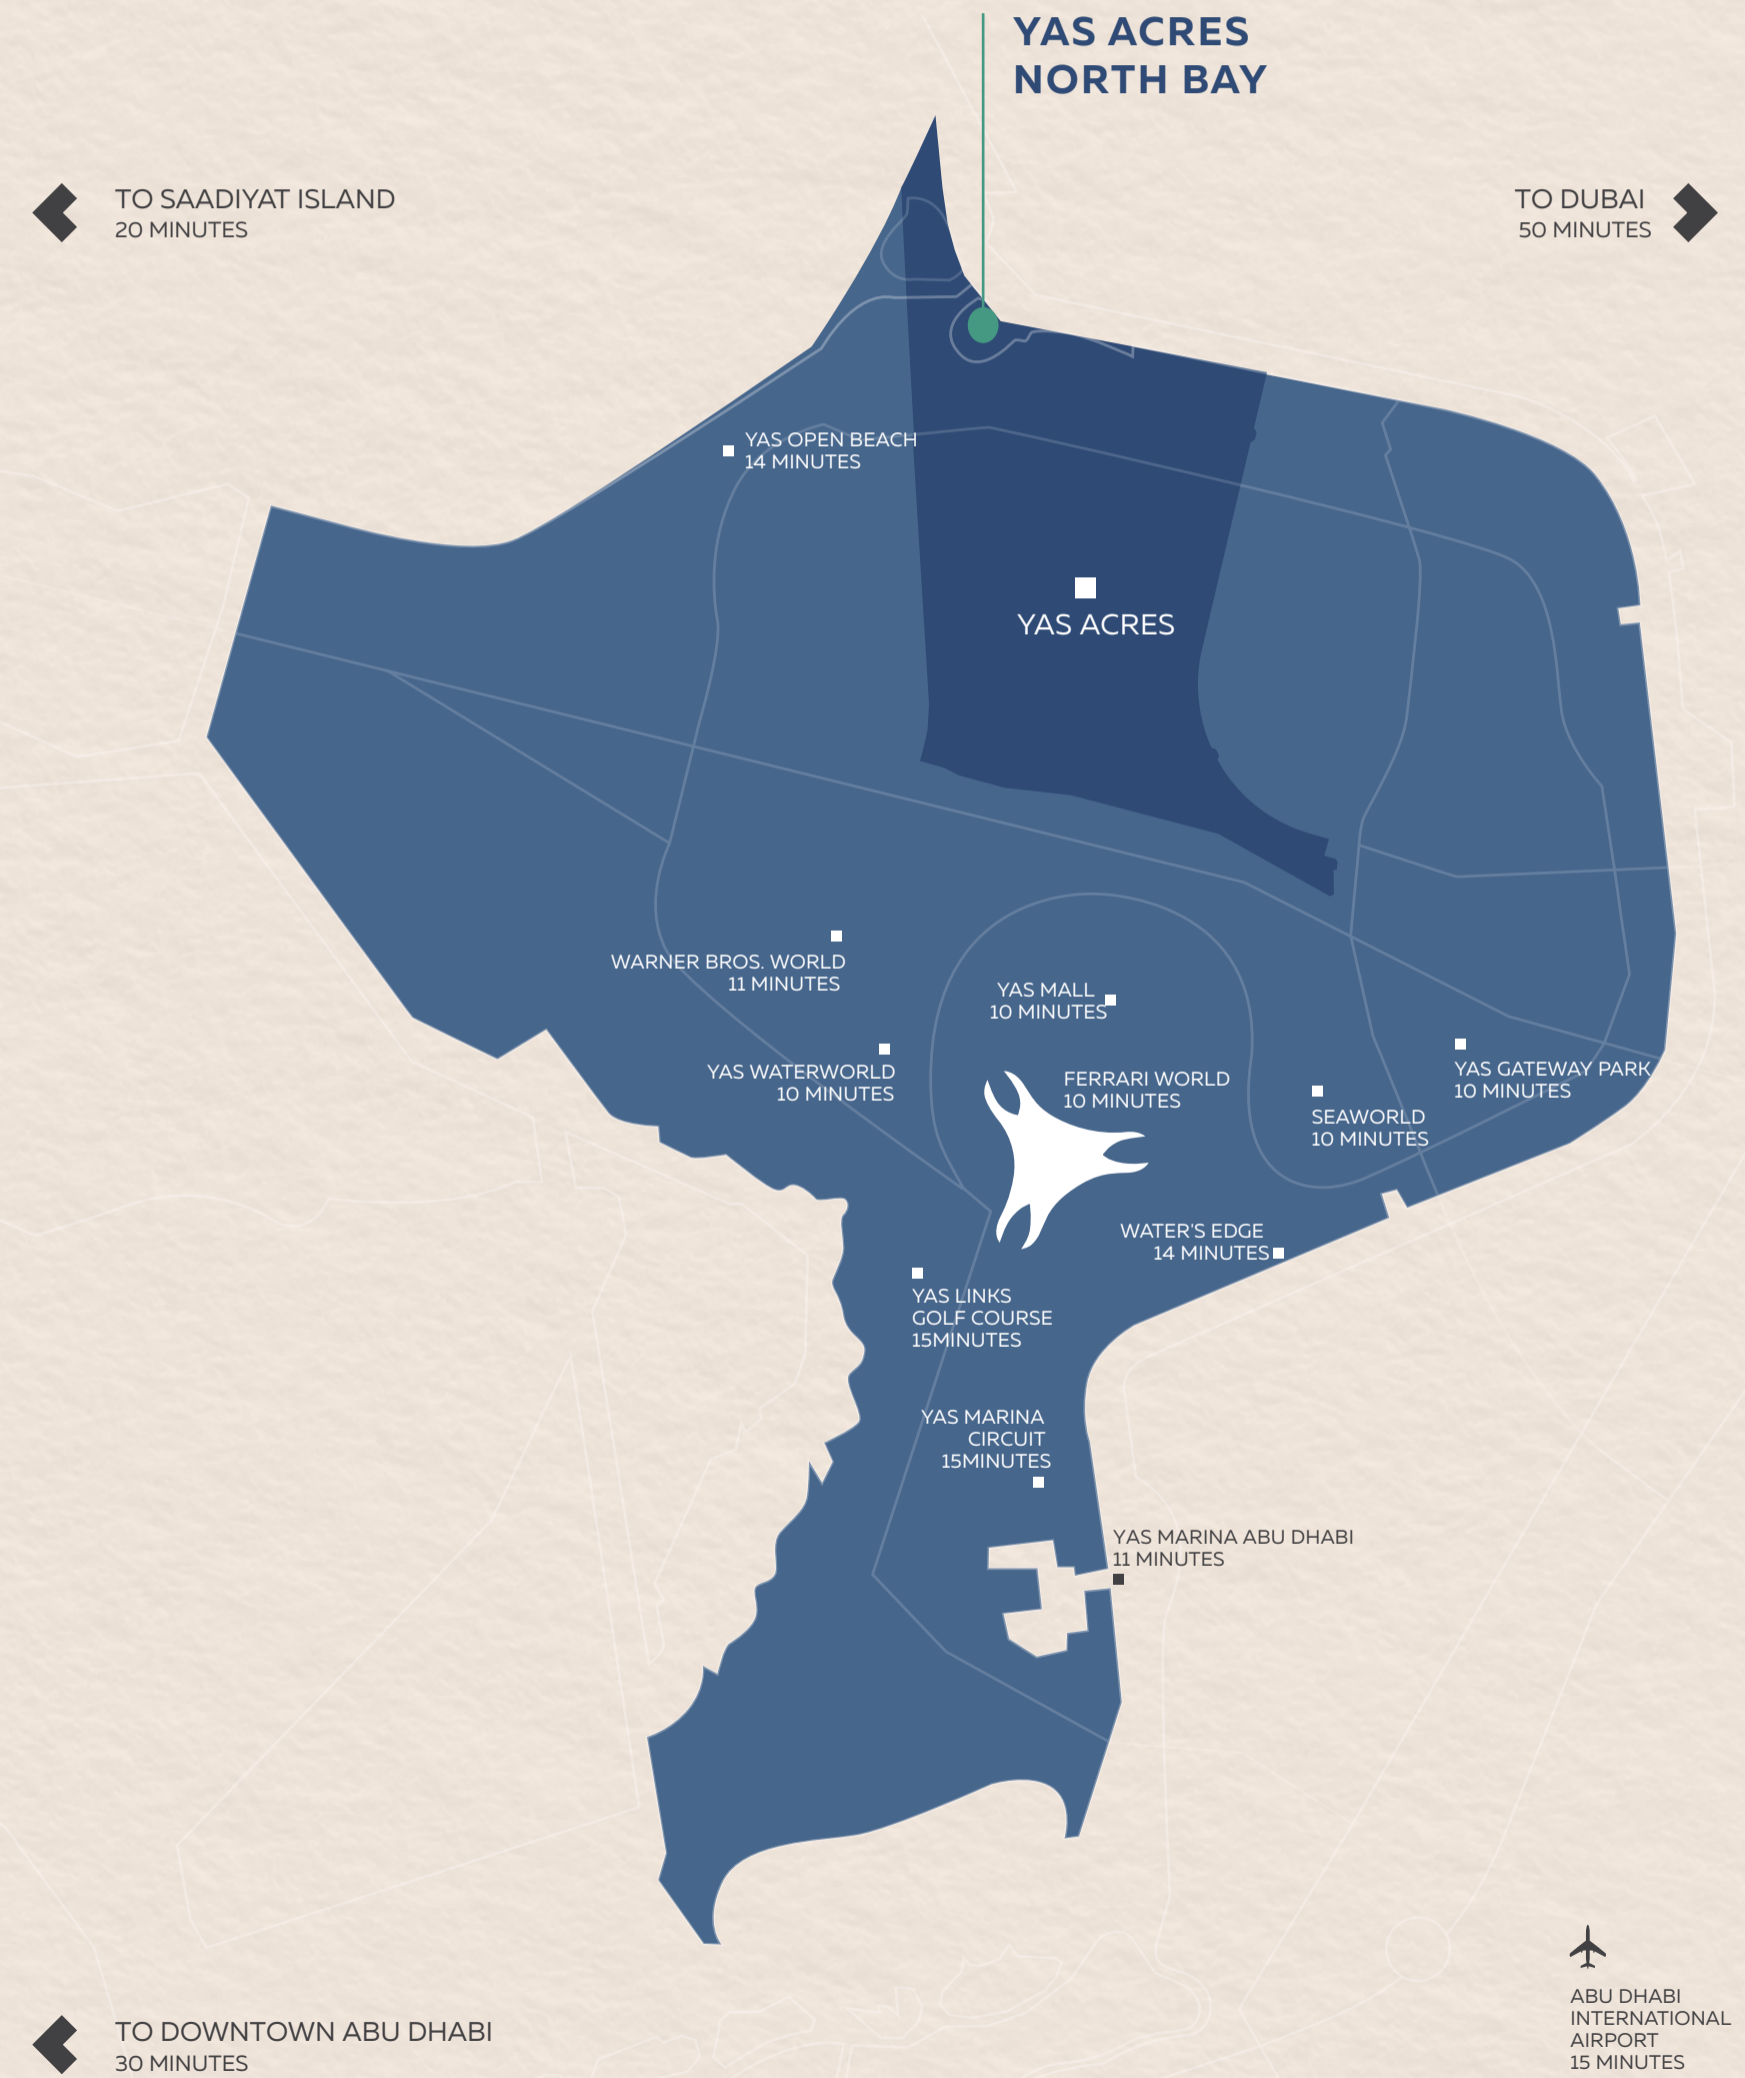 YAS ACRES
NORTH BAY
TO SAADIYAT ISLAND
20 MINUTES
TO DUBAI
50 MINUTES
YAS OPEN BEACH
14 MINUTES
YAS ACRES
WARNER BROS. WORLD
11 MINUTES
YAS MALL
10 MINUTES
YAS WATERWORLD
10 MINUTES
FERRARI WORLD
10 MINUTES
YAS GATEWAY PARK
10 MINUTES
SEAWORLD
10 MINUTES
WATER'S EDGE
14 MINUTES
YAS LINKS
GOLF COURSE
15MINUTES
YAS MARINA
CIRCUIT
15MINUTES
YAS MARINA ABU DHABI
11 MINUTES
TO DOWNTOWN ABU DHABI
30 MINUTES
ABU DHABI
INTERNATIONAL
AIRPORT
15 MINUTES